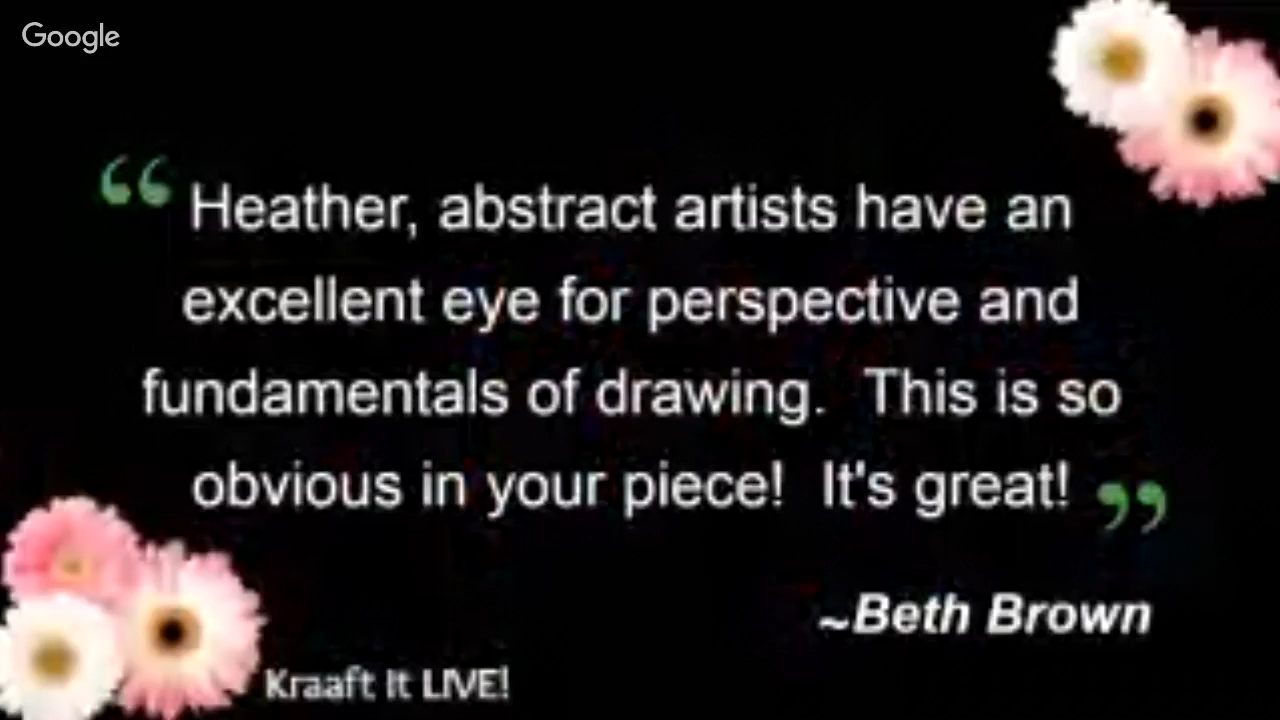 Google
“ Heather, abstract artists have an
excellent eye for perspective and
fundamentals of drawing.  This is so
obvious in your piece!  It's great! ”
~Beth Brown
Kraaft It LIVE!